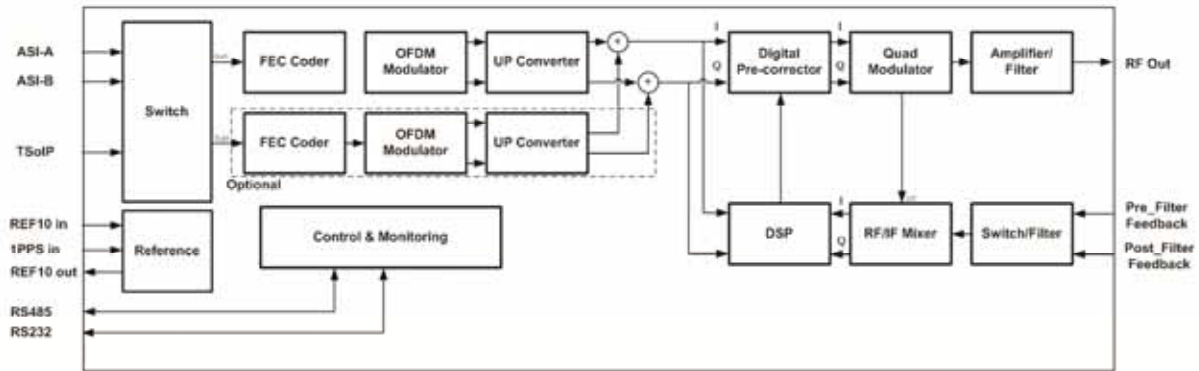 ASI-A
ASI-B
TSoIP
Switch
FEC Coder
OFDM
Modulator
UP Converter
+
+
I
Q
Digital
Pre-corrector
I
Q
Quad
Modulator
Amplifier/
Filter
RF Out
FEC Coder
OFDM
Modulator
UP Converter
Optional
REF10 in
1PPS in
REF10 out
Reference
Control & Monitoring
DSP
I
Q
RF/IF Mixer
Switch/Filter
Pre_Filter
Feedback
Post_Filter
Feedback
RS485
RS232